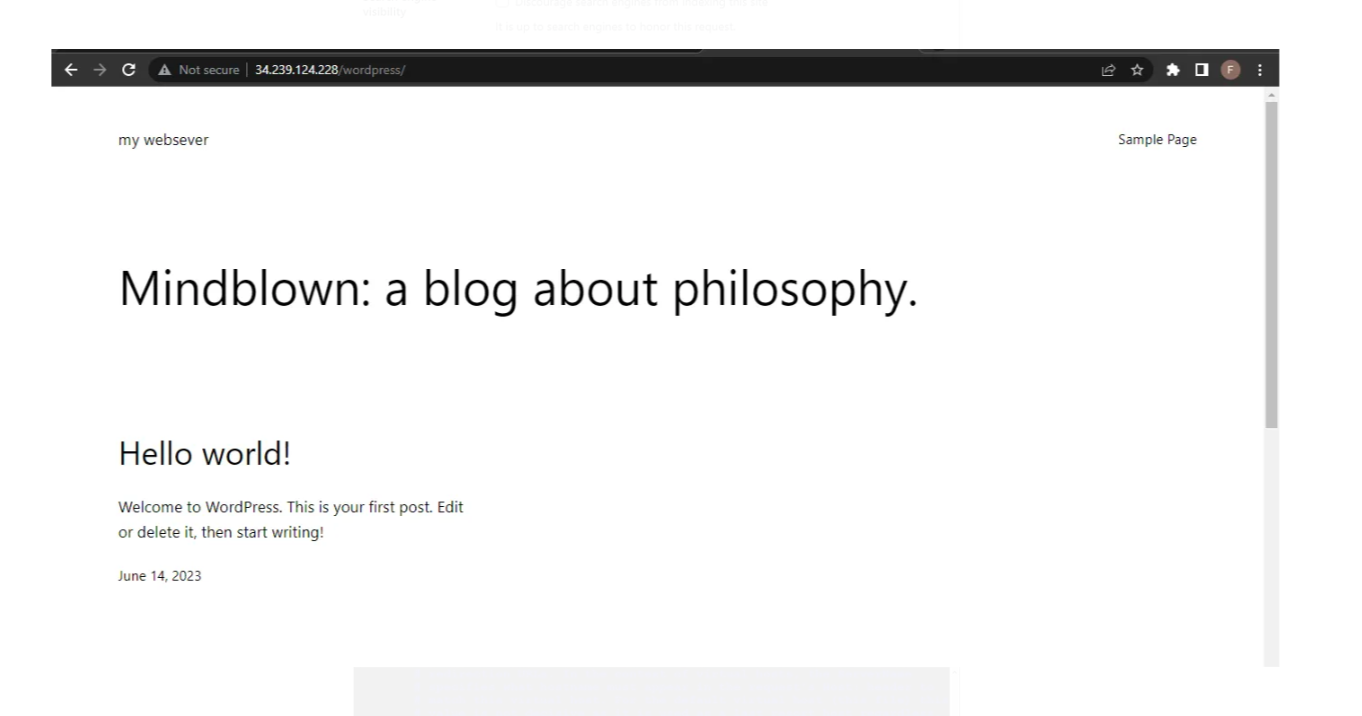 visibility
Discourage search engines from indexing this site
It is up to search engines to honor this request.
Not secure | 34.239.124.228/wordpress/
F
my websever
Sample Page
Mindblown: a blog about philosophy.
Hello world!
Welcome to WordPress. This is your first post. Edit
or delete it, then start writing!
June 14, 2023